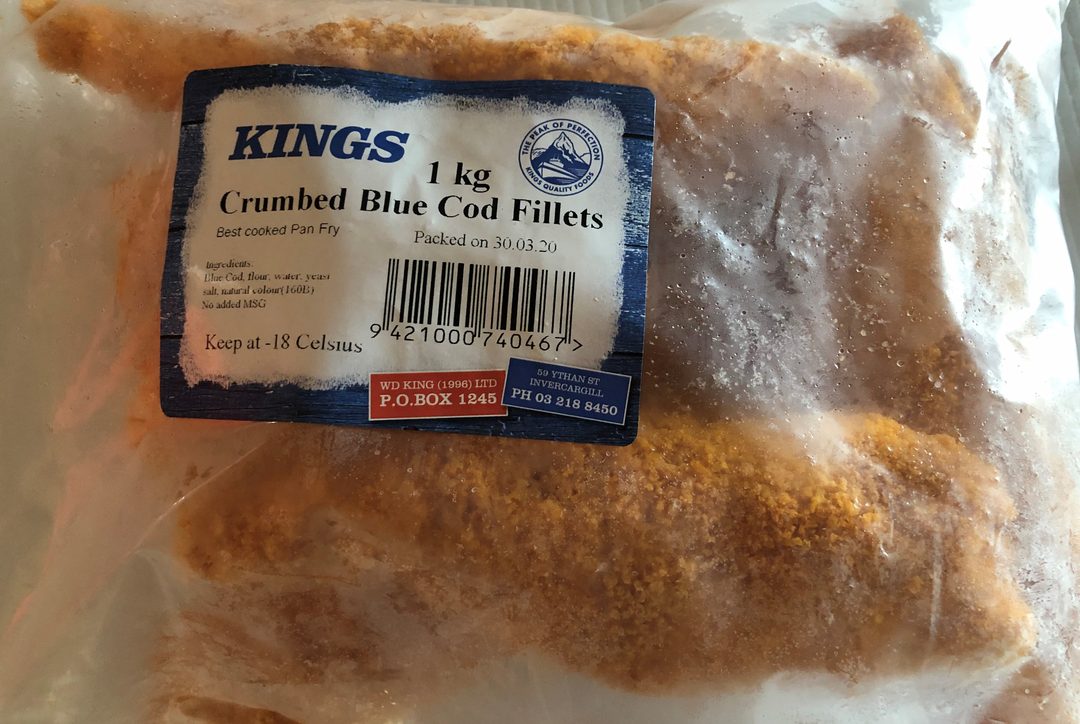 KINGS
THE PEAK OF PERFECTION
KINGS QUALITY FOODS
1 kg
Crumbed Blue Cod Fillets
Best cooked Pan Fry
Packed on 30.03.20
Ingredients:
Blue Cod, flour, water, yeast
salt, natural colour(160B)
No added MSG
Keep at -18 Celsius
9 421000 740467 >
WD KING (1996) LTD
P.O.BOX 1245
59 YTHAN ST
INVERCARGILL
PH 03 218 8450